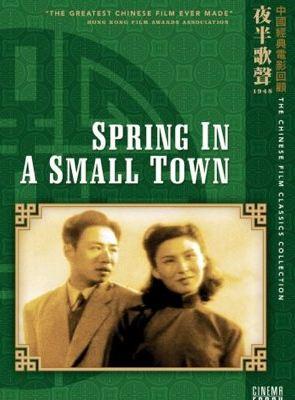 "THE GREATEST CHINESE FILM EVER MADE"
HONG KONG FILM AWARDS ASSOCIATION
SPRING IN
A SMALL TOWN
中國經典電影回顧
夜半歌聲
1948
THE CHINESE FILM CLASSICS COLLECTION
CINEMA
EPOCH